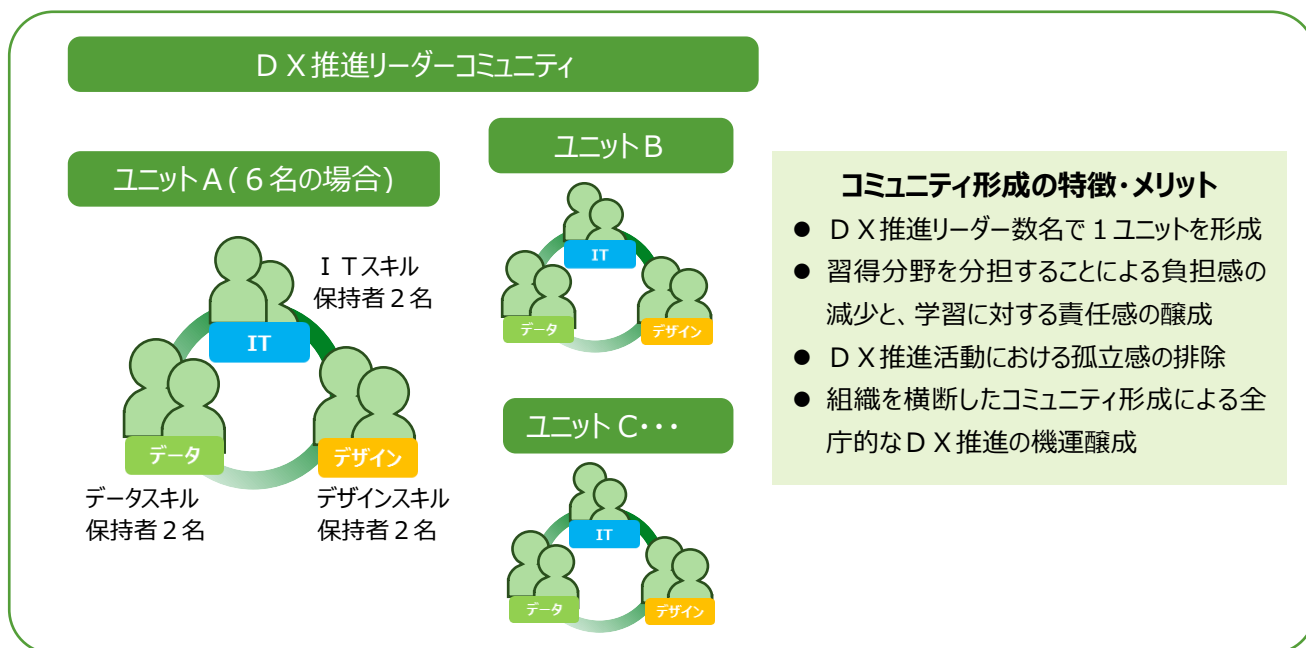 ＤＸ推進リーダーコミュニティ
ユニットＡ(６名の場合)
ＩＴスキル
保持者２名
IT
データ
デザイン
データスキル
保持者２名
デザインスキル
保持者２名
ユニットＢ
IT
データ
デザイン
ユニットＣ・・・
IT
データ
デザイン
コミュニティ形成の特徴・メリット
● ＤＸ推進リーダー数名で１ユニットを形成
● 習得分野を分担することによる負担感の
減少と、学習に対する責任感の醸成
● ＤＸ推進活動における孤立感の排除
● 組織を横断したコミュニティ形成による全
庁的なＤＸ推進の機運醸成